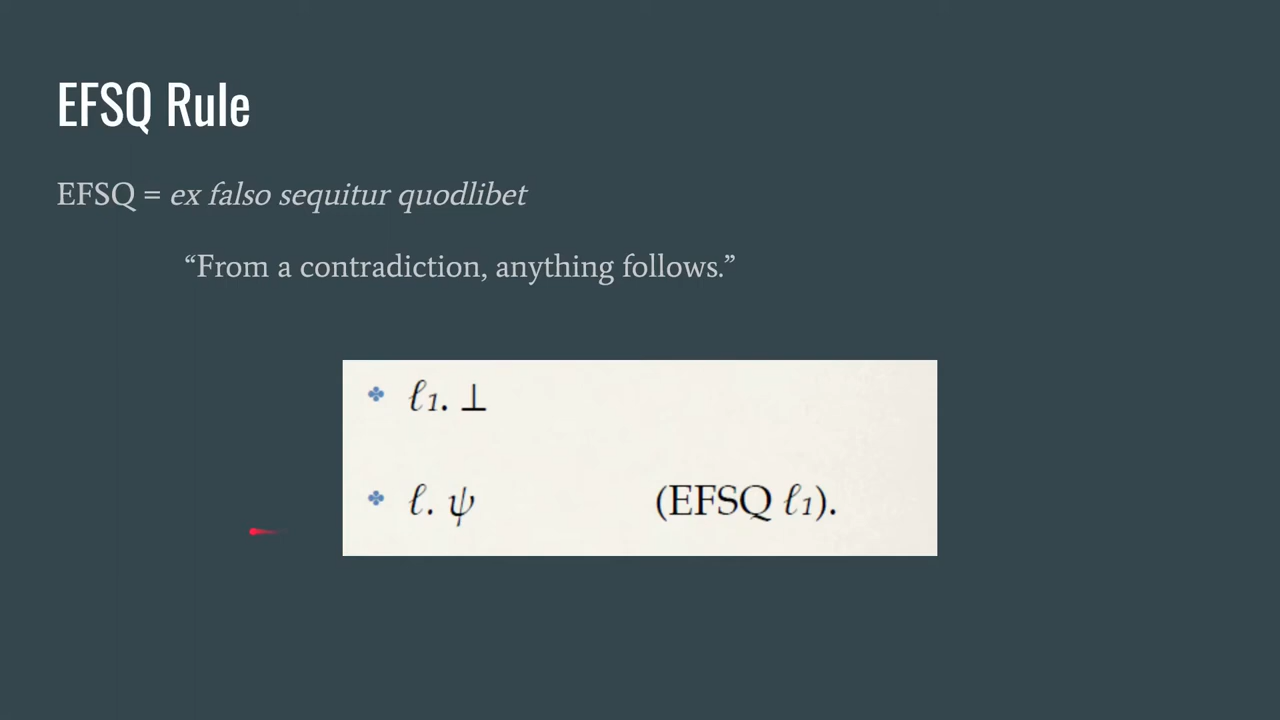 EFSQ Rule
EFSQ = ex falso sequitur quodlibet
“From a contradiction, anything follows.”
ℓ1. ⊥
ℓ. ψ (EFSQ ℓ1).